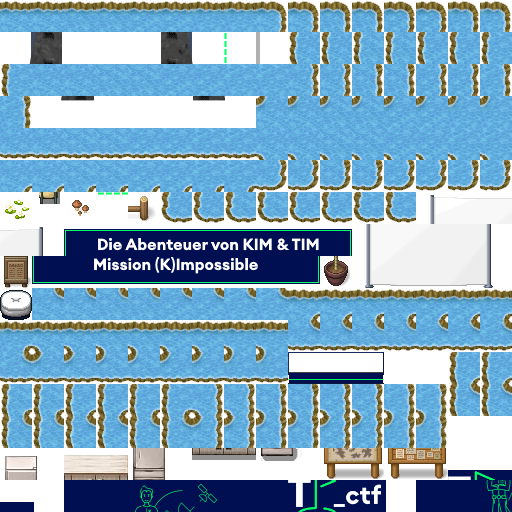 Die Abenteuer von KIM & TIM
Mission (K)Impossible
_ctf